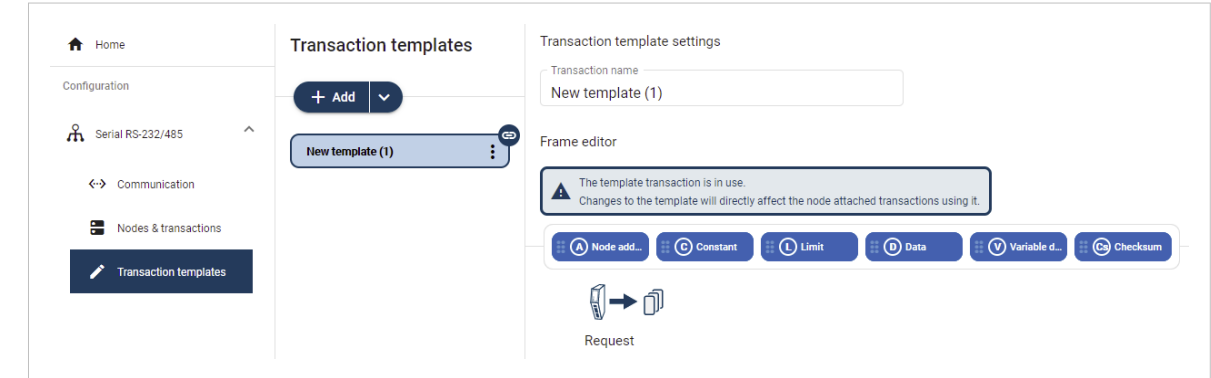 Home
Configuration
Serial RS-232/485
Communication
Nodes & transactions
Transaction templates
Transaction templates
+ Add
New template (1)
Transaction template settings
Transaction name
New template (1)
Frame editor
The template transaction is in use.
Changes to the template will directly affect the node attached transactions using it.
A Node add... C Constant L Limit D Data V Variable d... Cs Checksum
Request